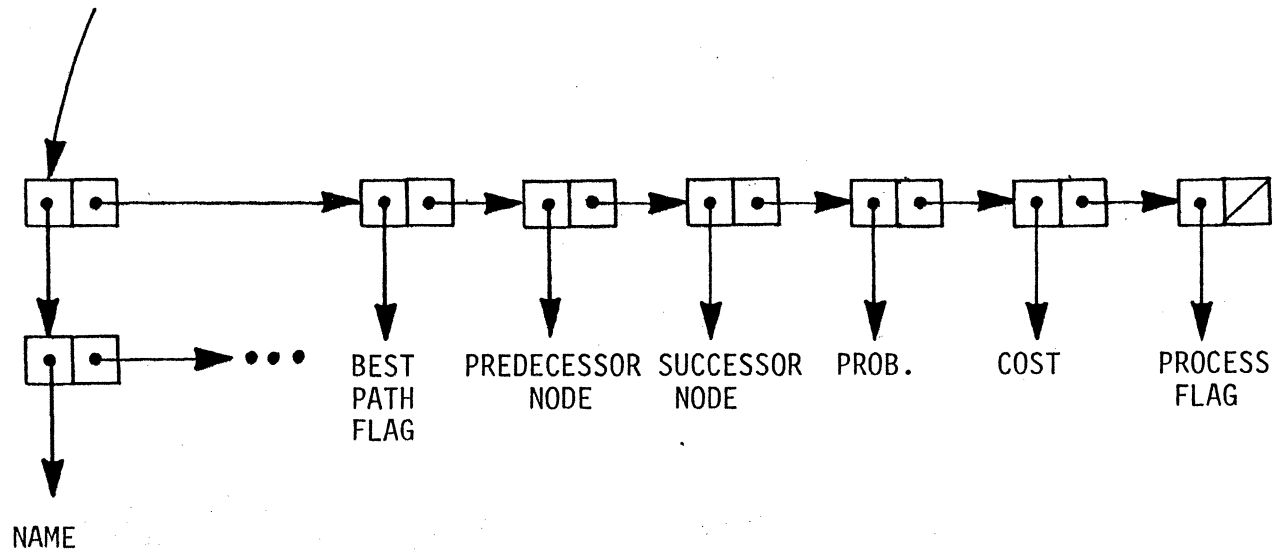 BEST
PATH
FLAG
PREDECESSOR
NODE
SUCCESSOR
NODE
PROB.
COST
PROCESS
FLAG
NAME